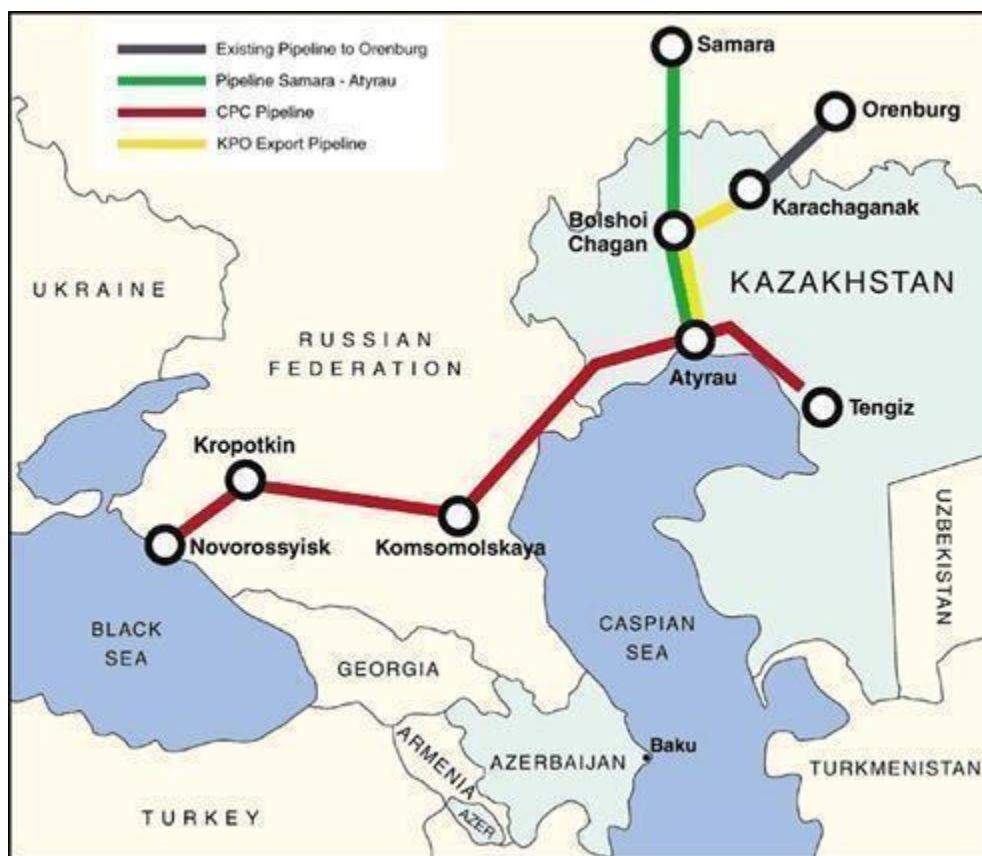 Existing Pipeline to Orenburg
Pipeline Samara - Atyrau
CPC Pipeline
KPO Export Pipeline
Samara
Orenburg
Karachaganak
Bolshoi
Chagan
KAZAKHSTAN
UKRAINE
RUSSIAN
FEDERATION
Atyrau
Tengiz
Kropotkin
Novorossyisk
Komsomolskaya
UZBEKISTAN
BLACK
SEA
CASPIAN
SEA
GEORGIA
ARMENIA
AZERBAIJAN
Baku
AZER
TURKMENISTAN
TURKEY